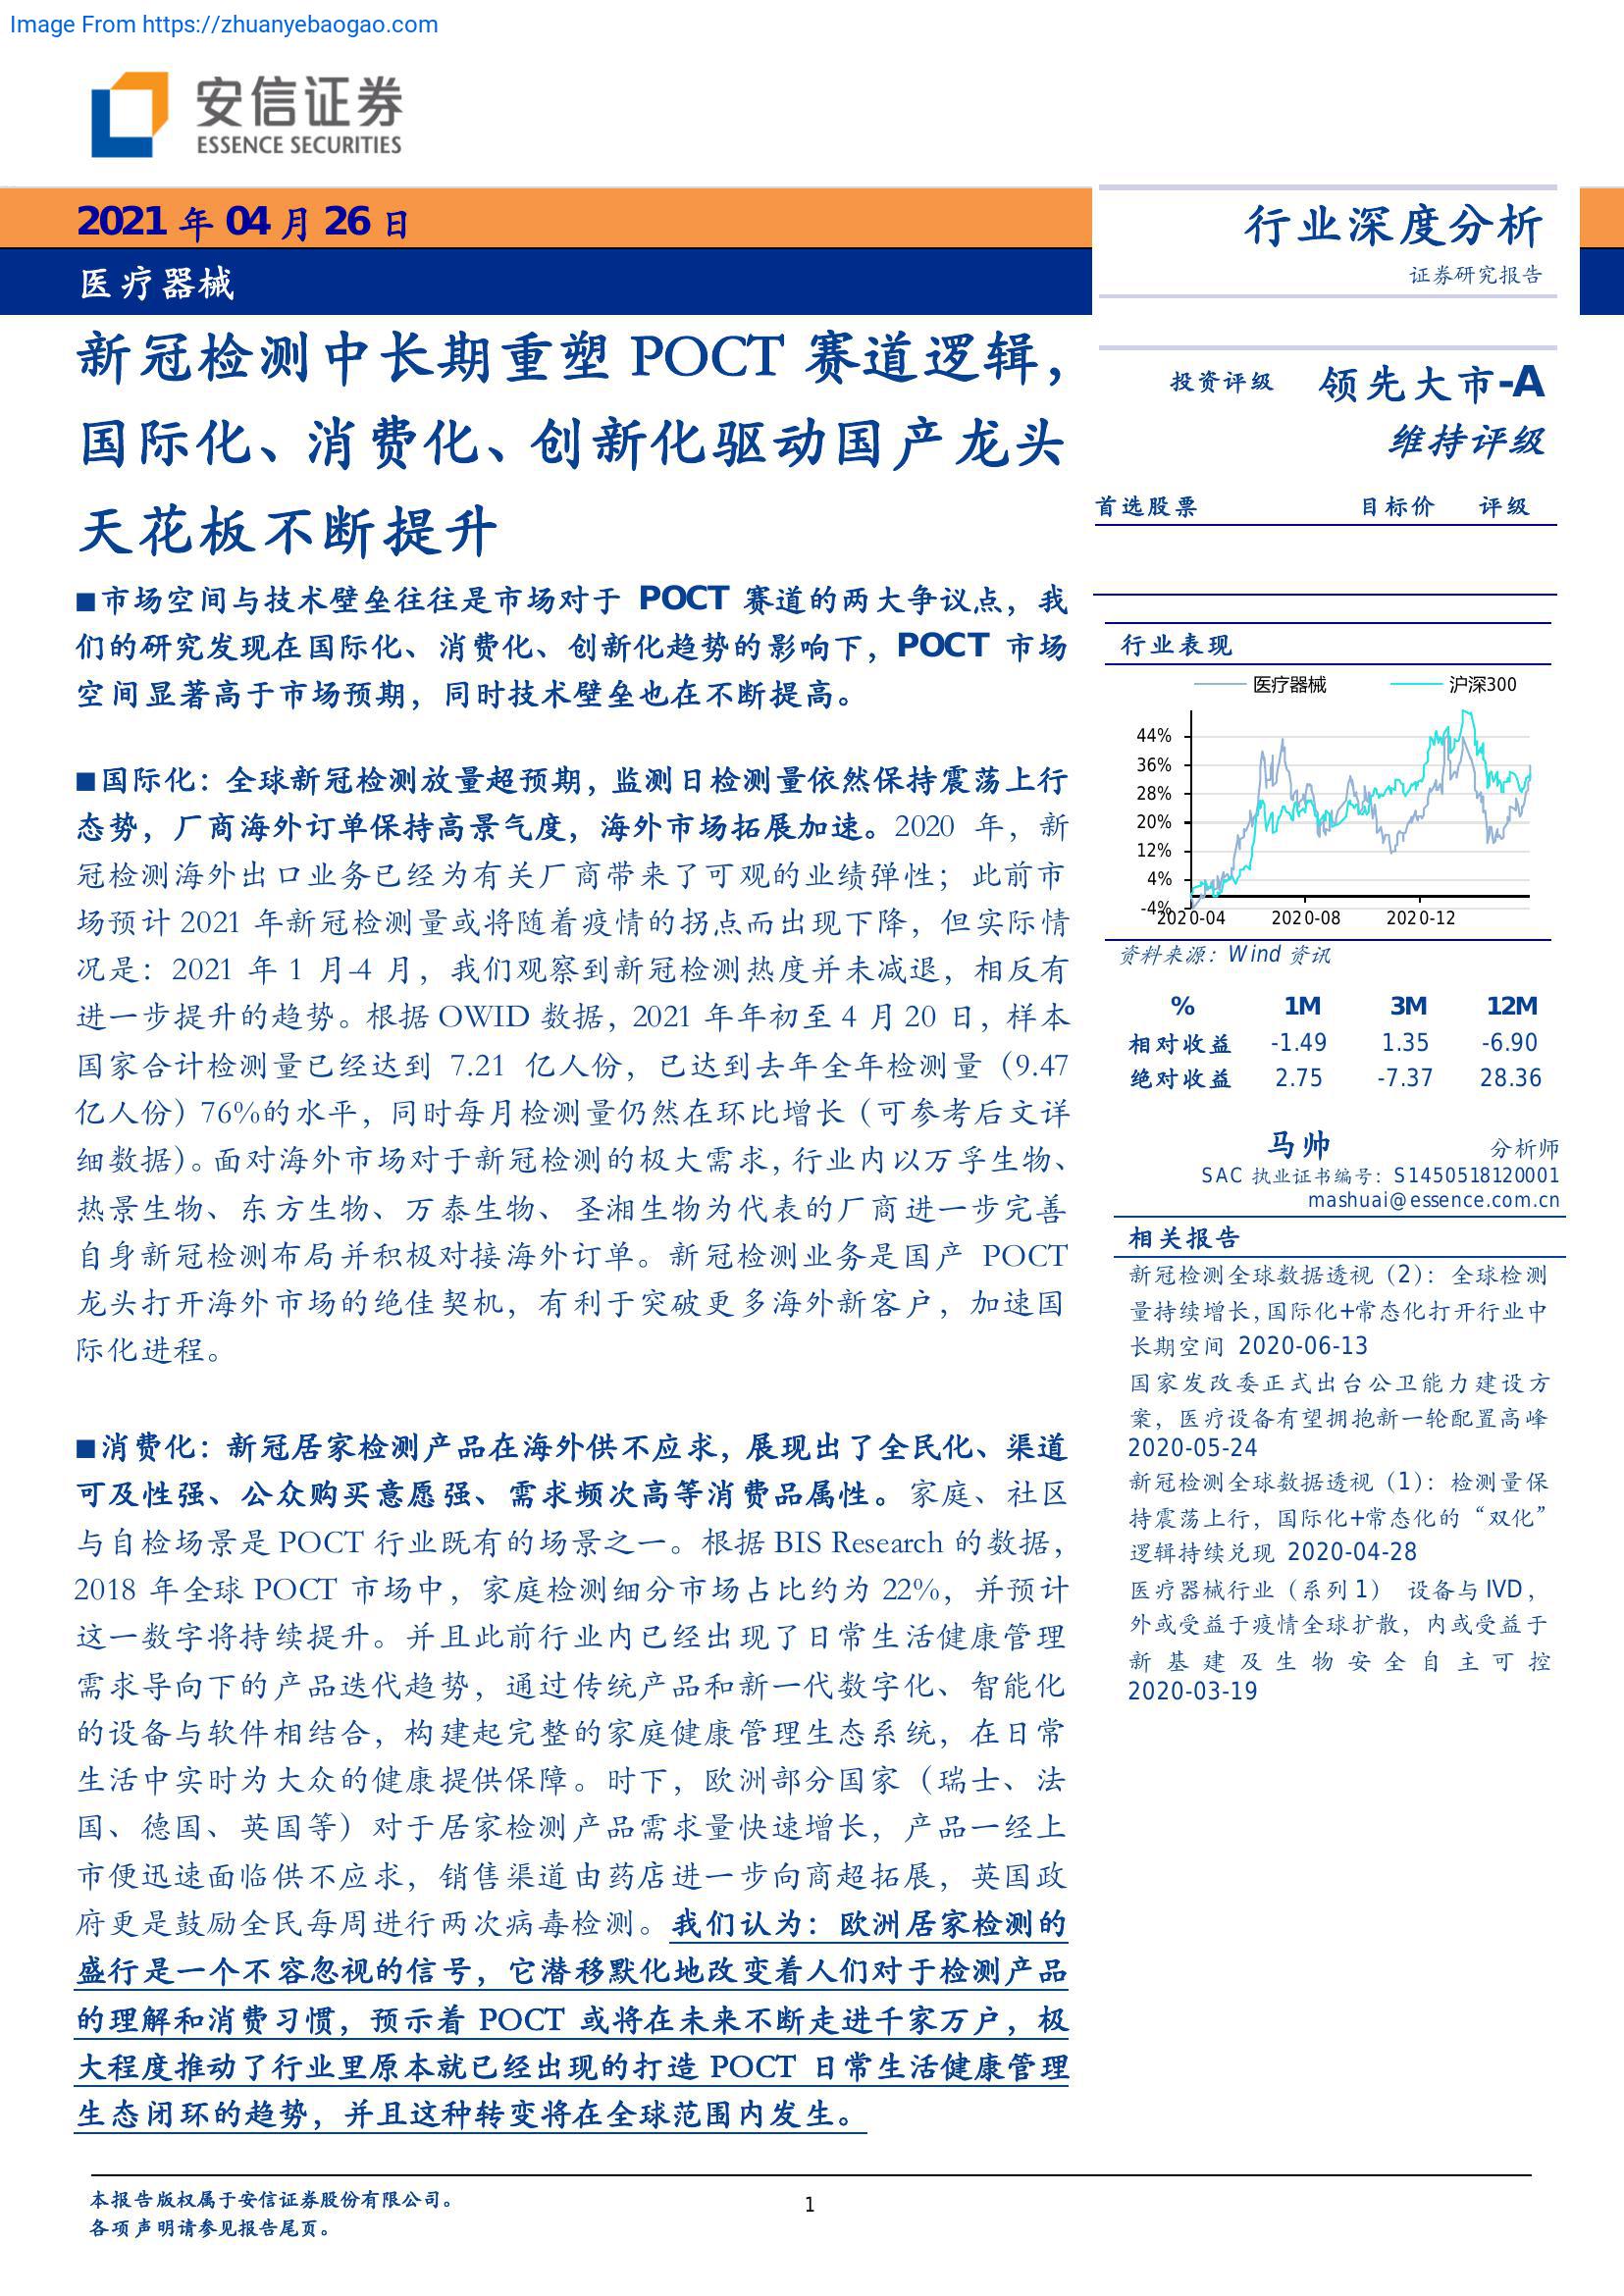 Image From https://zhuanyebaogao.com
安信证券
ESSENCE SECURITIES
2021 年 04 月 26 日
医疗器械
行业深度分析
证券研究报告
新冠检测中长期重塑 POCT 赛道逻辑，
国际化、消费化、创新化驱动国产龙头
天花板不断提升
■市场空间与技术壁垒往往是市场对于 POCT 赛道的两大争议点，我
们的研究发现在国际化、消费化、创新化趋势的影响下，POCT 市场
空间显著高于市场预期，同时技术壁垒也在不断提高。
■国际化：全球新冠检测放量超预期，监测日检测量依然保持震荡上行
态势，厂商海外订单保持高景气度，海外市场拓展加速。2020 年，新
冠检测海外出口业务已经为有关厂商带来了可观的业绩弹性；此前市
场预计 2021 年新冠检测量或将随着疫情的拐点而出现下降，但实际情
况是：2021 年 1 月-4 月，我们观察到新冠检测热度并未减退，相反有
进一步提升的趋势。根据 OWID 数据，2021 年年初至 4 月 20 日，样本
国家合计检测量已经达到 7.21 亿人份，已达到去年全年检测量（9.47
亿人份）76%的水平，同时每月检测量仍然在环比增长（可参考后文详
细数据）。面对海外市场对于新冠检测的极大需求，行业内以万孚生物、
热景生物、东方生物、万泰生物、圣湘生物为代表的厂商进一步完善
自身新冠检测布局并积极对接海外订单。新冠检测业务是国产 POCT
龙头打开海外市场的绝佳契机，有利于突破更多海外新客户，加速国
际化进程。
■消费化：新冠居家检测产品在海外供不应求，展现出了全民化、渠道
可及性强、公众购买意愿强、需求频次高等消费品属性。家庭、社区
与自检场景是 POCT 行业既有的场景之一。根据 BIS Research 的数据，
2018 年全球 POCT 市场中，家庭检测细分市场占比约为 22%，并预计
这一数字将持续提升。并且此前行业内已经出现了日常生活健康管理
需求导向下的产品迭代趋势，通过传统产品和新一代数字化、智能化
的设备与软件相结合，构建起完整的家庭健康管理生态系统，在日常
生活中实时为大众的健康提供保障。时下，欧洲部分国家（瑞士、法
国、德国、英国等）对于居家检测产品需求量快速增长，产品一经上
市便迅速面临供不应求，销售渠道由药店进一步向商超拓展，英国政
府更是鼓励全民每周进行两次病毒检测。我们认为：欧洲居家检测的
盛行是一个不容忽视的信号，它潜移默化地改变着人们对于检测产品
的理解和消费习惯，预示着 POCT 或将在未来不断走进千家万户，极
大程度推动了行业里原本就已经出现的打造 POCT 日常生活健康管理
生态闭环的趋势，并且这种转变将在全球范围内发生。
投资评级 领先大市-A
维持评级
首选股票 目标价 评级
行业表现
医疗器械 沪深300
44%
36%
28%
20%
12%
4%
-4%
2020-04 2020-08 2020-12
资料来源：Wind 资讯
% 1M 3M 12M
相对收益 -1.49 1.35 -6.90
绝对收益 2.75 -7.37 28.36
马帅 分析师
SAC 执业证书编号：S1450518120001
mashuai@essence.com.cn
相关报告
新冠检测全球数据透视（2）：全球检测
量持续增长，国际化+常态化打开行业中
长期空间 2020-06-13
国家发改委正式出台公卫能力建设方
案，医疗设备有望拥抱新一轮配置高峰
2020-05-24
新冠检测全球数据透视（1）：检测量保
持震荡上行，国际化+常态化的“双化”
逻辑持续兑现 2020-04-28
医疗器械行业（系列 1） 设备与 IVD，
外或受益于疫情全球扩散，内或受益于
新基建及生物安全自主可控
2020-03-19
本报告版权属于安信证券股份有限公司。
各项声明请参见报告尾页。
1